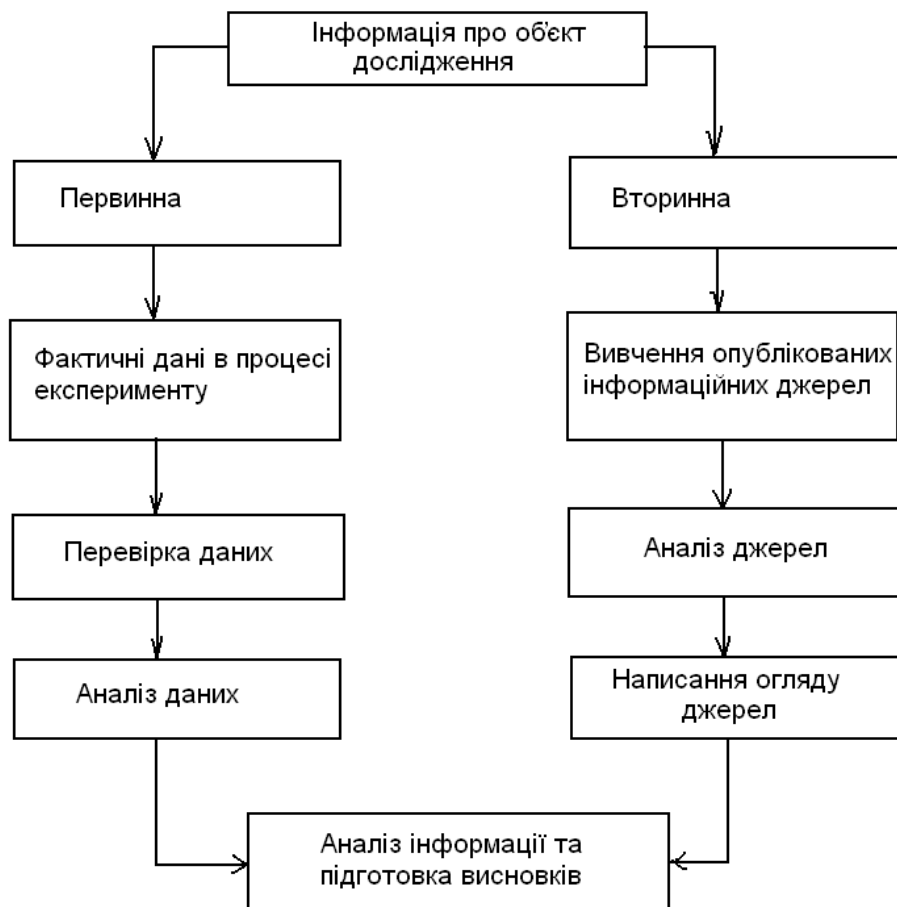 Інформація про об'єкт
дослідження
Первинна
Вторинна
Фактичні дані в процесі
експерименту
Вивчення опублікованих
інформаційних джерел
Перевірка даних
Аналіз джерел
Аналіз даних
Написання огляду
джерел
Аналіз інформації та
підготовка висновків